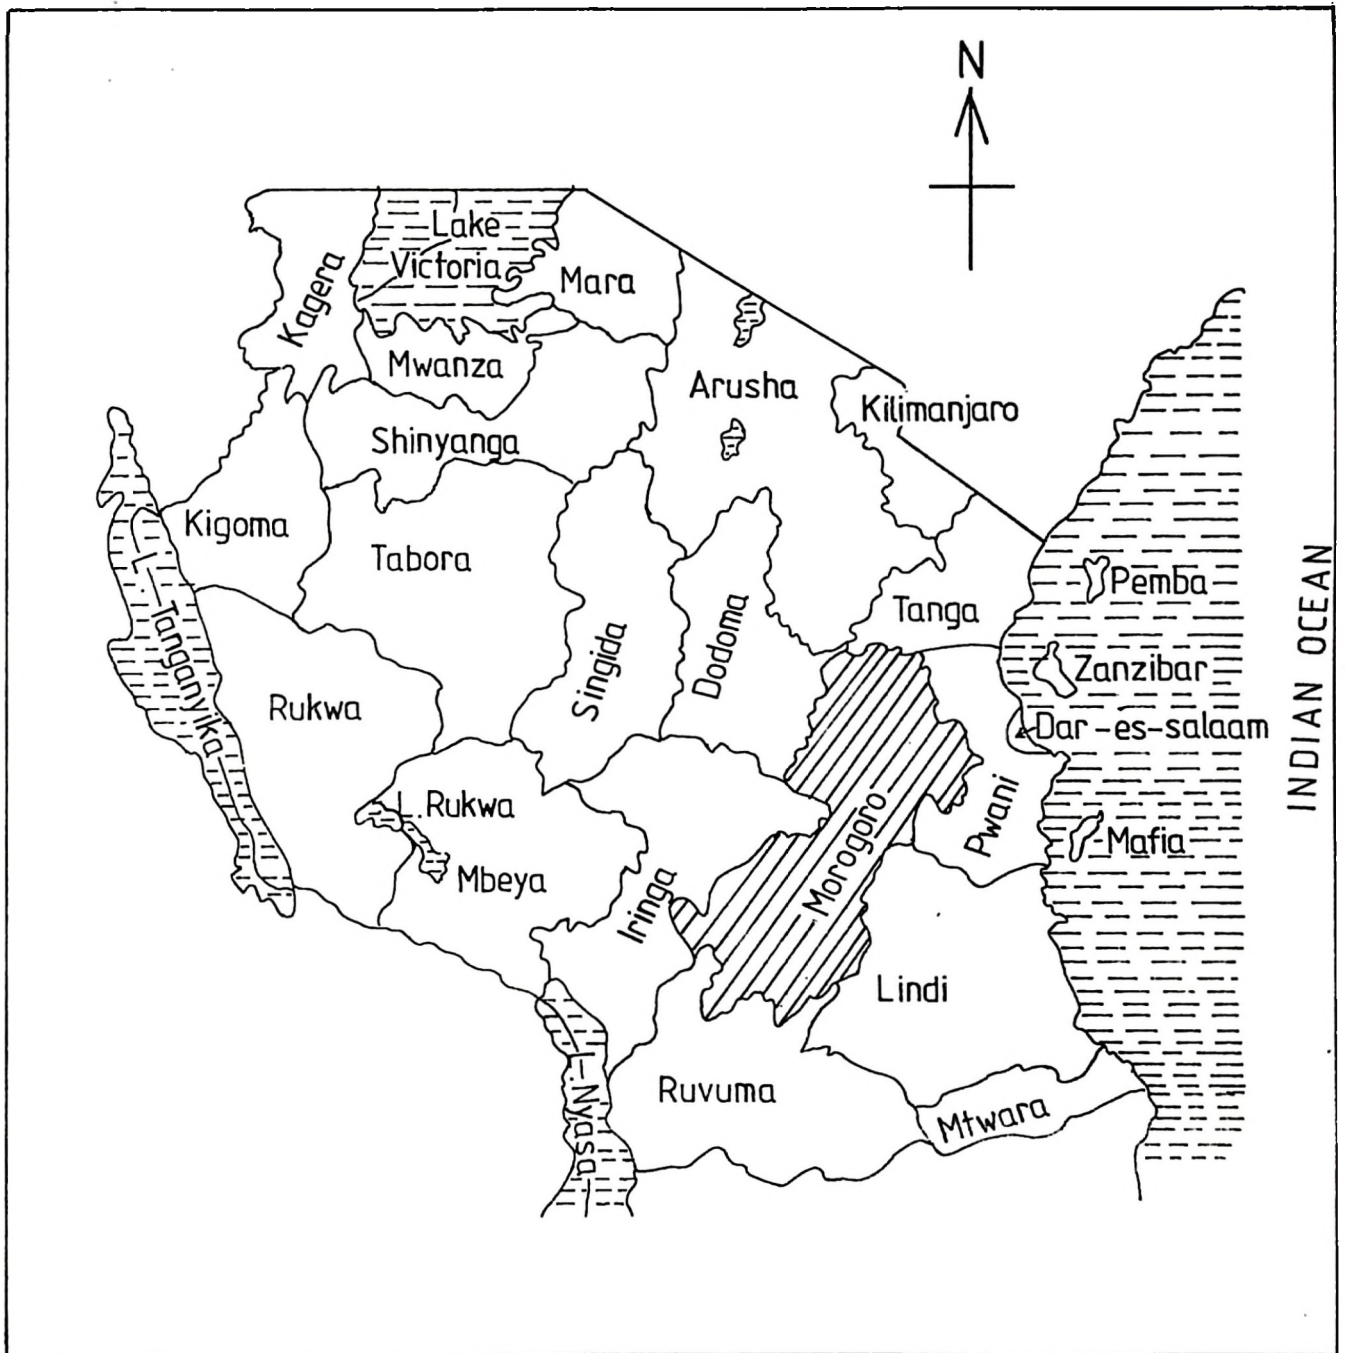 N
Lake
Victoria
Kagera
Mara
Mwanza
Arusha
Kilimanjaro
Shinyanga
Kigoma
Tabora
Singida
Dodoma
Tanga
Pemba
Zanzibar
Dar-es-salaam
INDIAN OCEAN
L. Tanganyika
Rukwa
L. Rukwa
Mbeya
Iringa
Morogoro
Pwani
Mafia
Lindi
L. Nyasa
Ruvuma
Mtwara